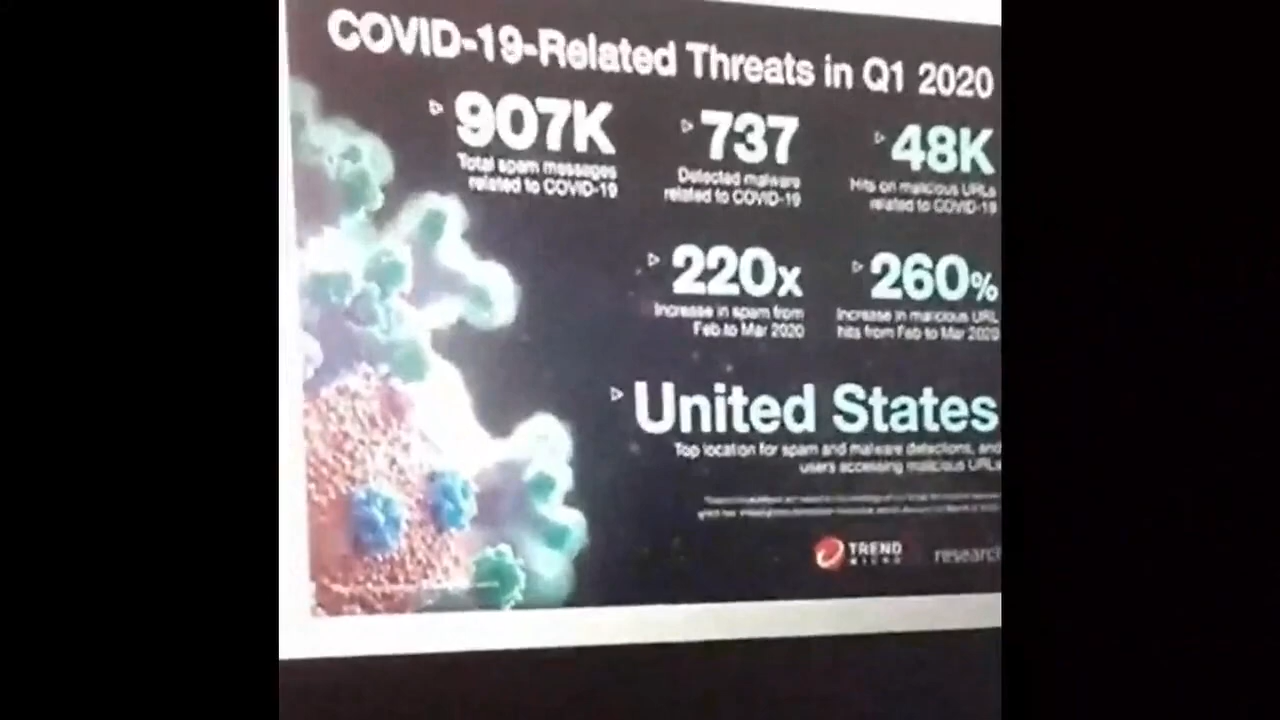 COVID-19-Related Threats in Q1 2020
907K
Total spam messages
related to COVID-19
737
Detected malware
related to COVID-19
48K
Hits on malicious URLs
related to COVID-19
220x
Increase in spam from
Feb to Mar 2020
260%
Increase in malicious URL
hits from Feb to Mar 2020
United States
Top location for spam and malware detections, and
users accessing malicious URLs
TREND
MICRO
research